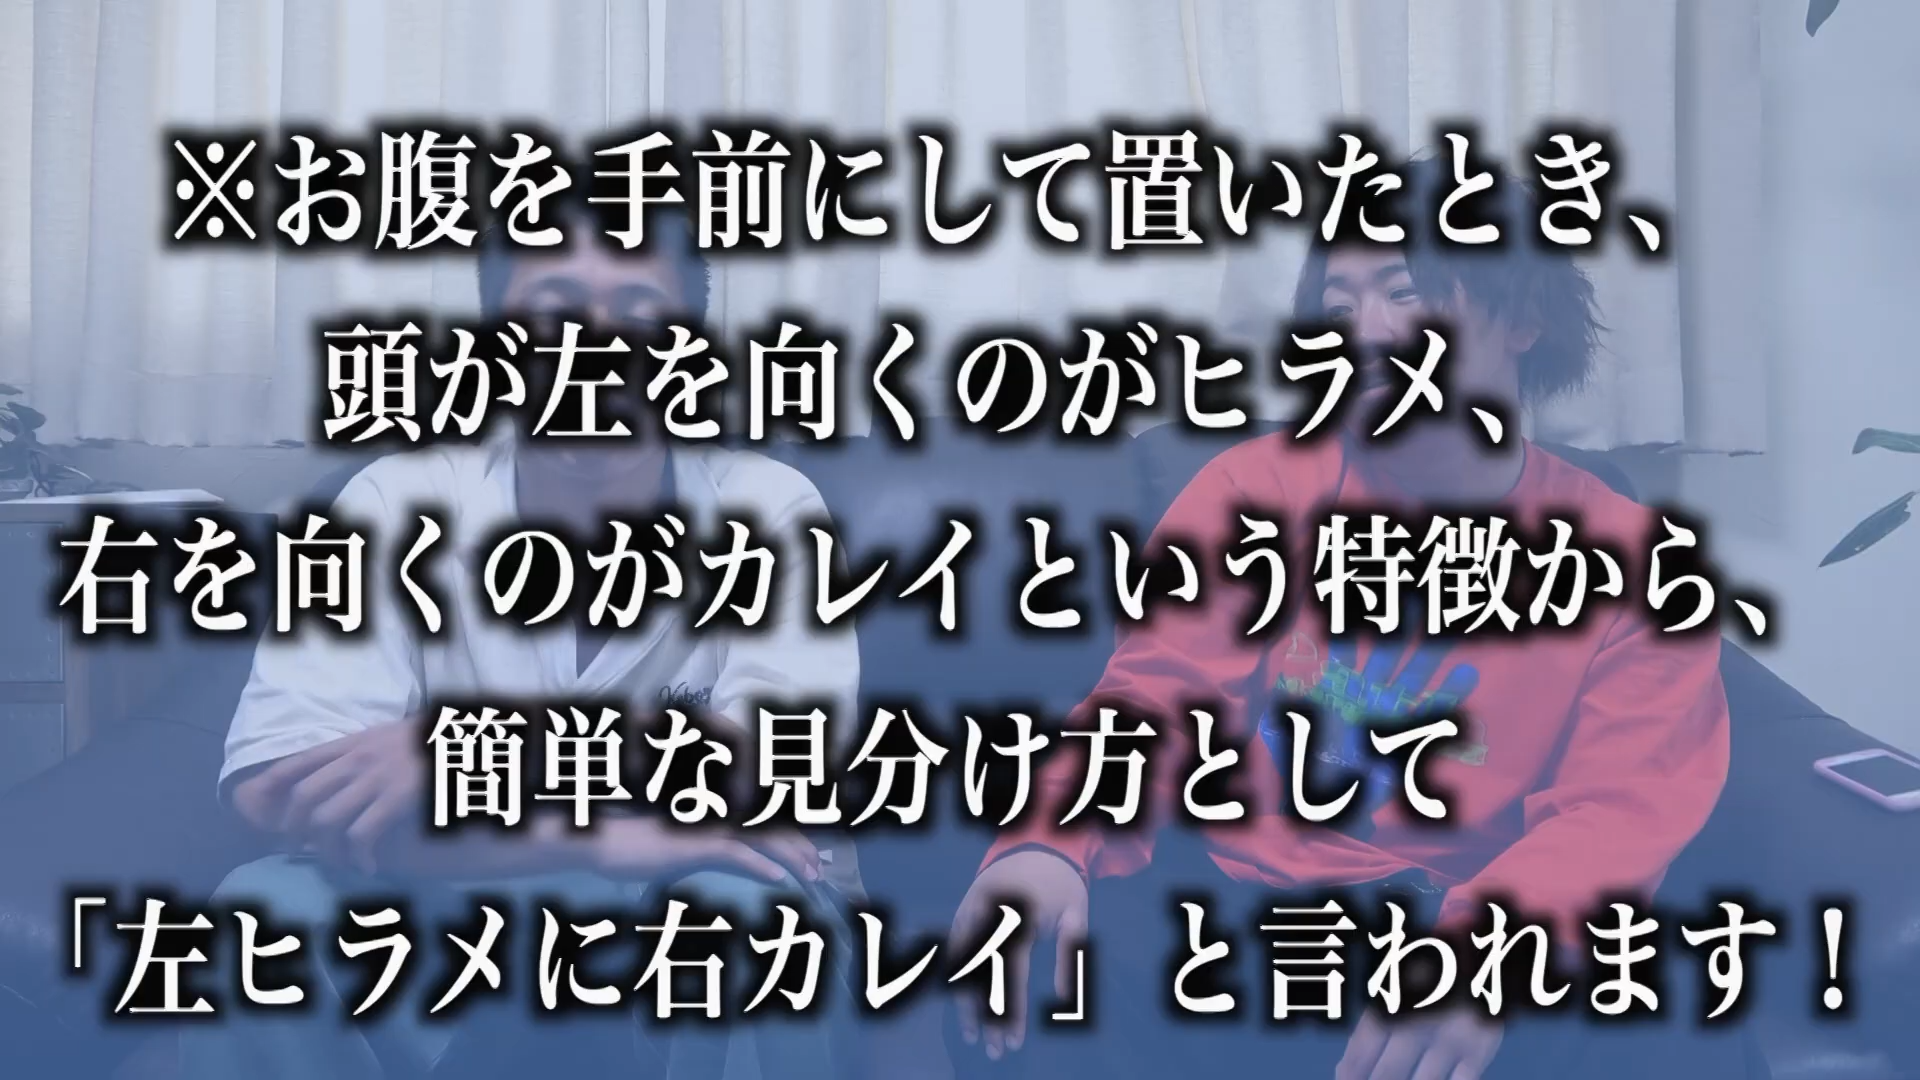 ※お腹を手前にして置いたとき、
頭が左を向くのがヒラメ、
右を向くのがカレイという特徴から、
簡単な見分け方として
「左ヒラメに右カレイ」と言われます！